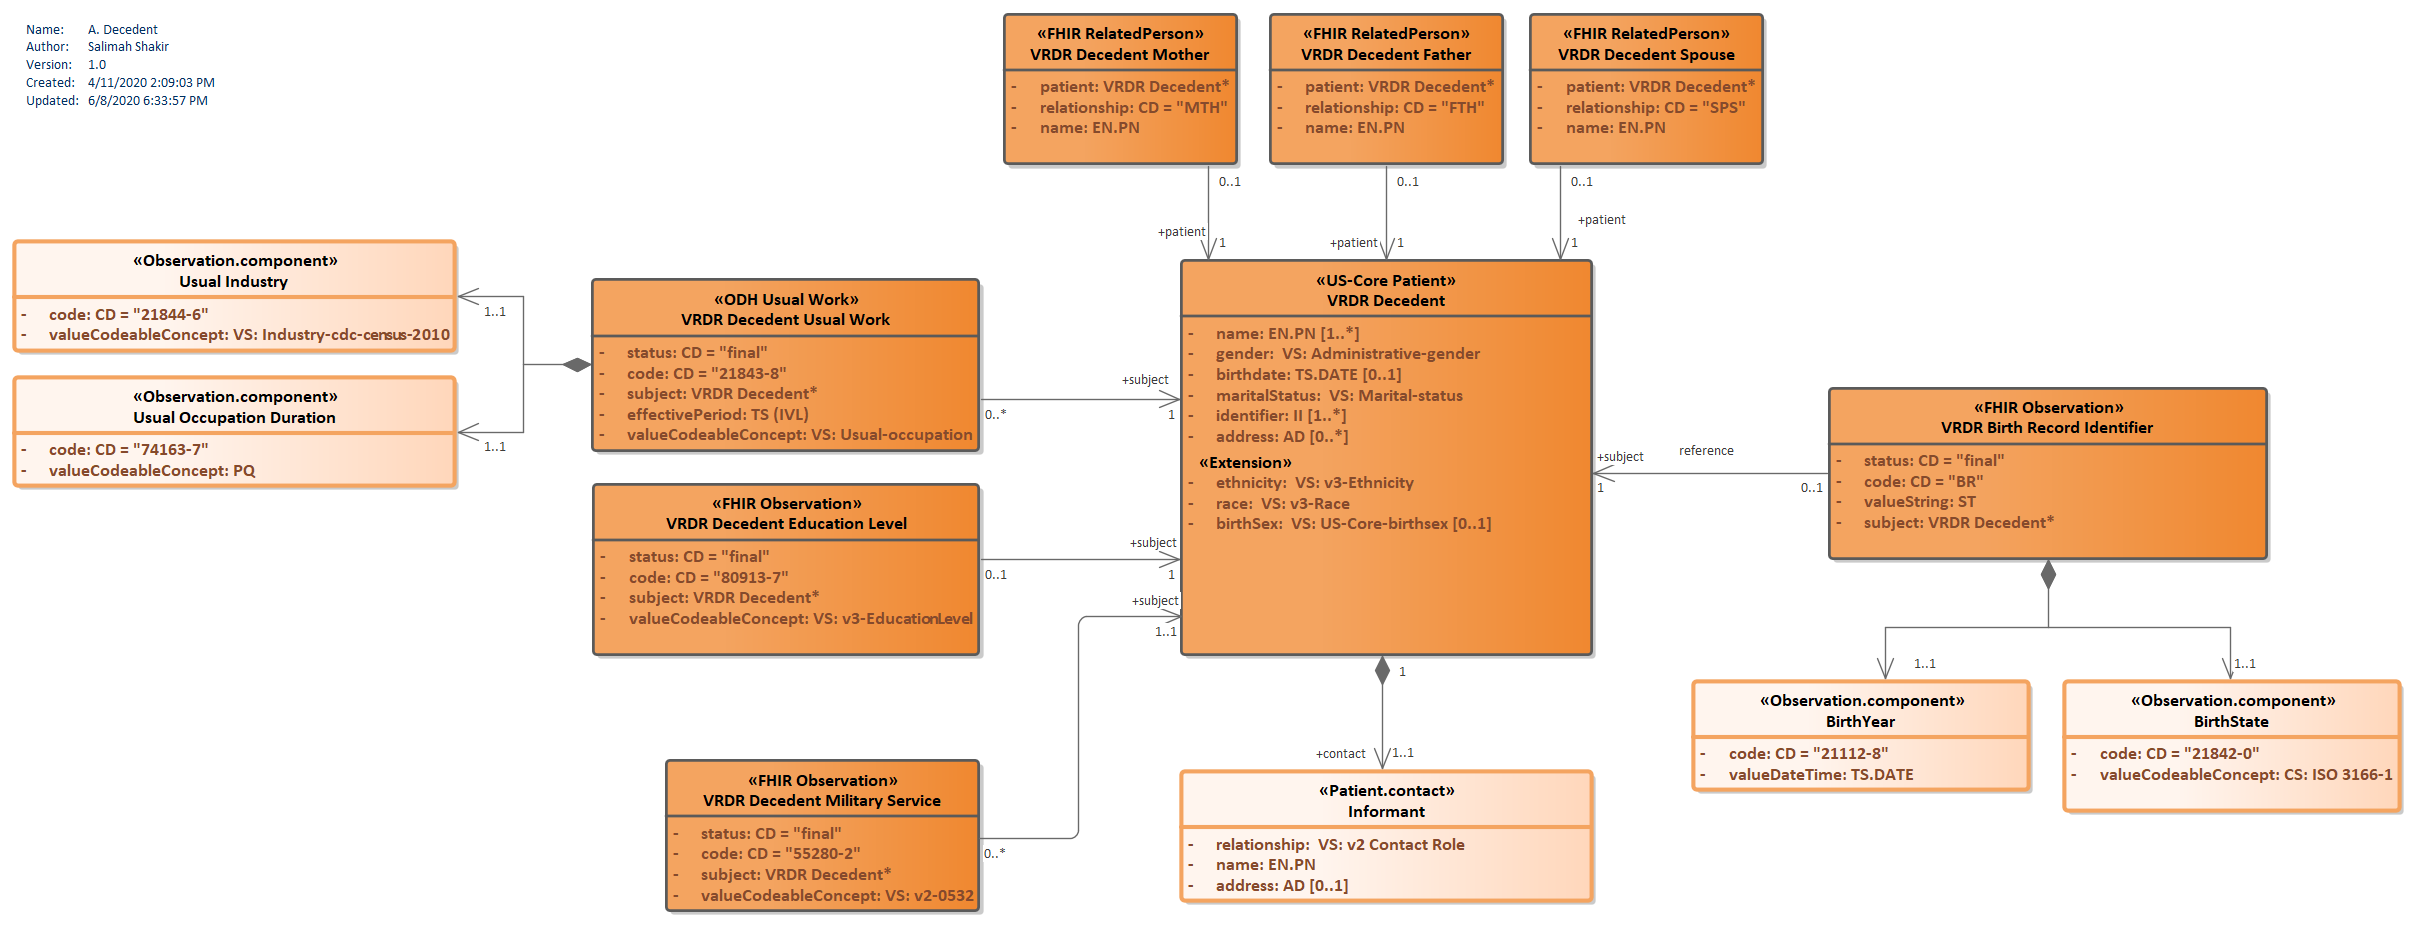 Name: A. Decedent
Author: Salimah Shakir
Version: 1.0
Created: 4/11/2020 2:09:03 PM
Updated: 6/8/2020 6:33:57 PM
«FHIR RelatedPerson»
VRDR Decedent Mother
- patient: VRDR Decedent*
- relationship: CD = "MTH"
- name: EN.PN
«FHIR RelatedPerson»
VRDR Decedent Father
- patient: VRDR Decedent*
- relationship: CD = "FTH"
- name: EN.PN
«FHIR RelatedPerson»
VRDR Decedent Spouse
- patient: VRDR Decedent*
- relationship: CD = "SPS"
- name: EN.PN
0..1
0..1
0..1
+patient
1
+patient
1
+patient
1
«Observation.component»
Usual Industry
- code: CD = "21844-6"
- valueCodeableConcept: VS: Industry-cdc-census-2010
1..1
«Observation.component»
Usual Occupation Duration
- code: CD = "74163-7"
- valueCodeableConcept: PQ
1..1
«ODH Usual Work»
VRDR Decedent Usual Work
- status: CD = "final"
- code: CD = "21843-8"
- subject: VRDR Decedent*
- effectivePeriod: TS (IVL)
- valueCodeableConcept: VS: Usual-occupation
0..*
+subject
1
«US-Core Patient»
VRDR Decedent
- name: EN.PN [1..*]
- gender: VS: Administrative-gender
- birthdate: TS.DATE [0..1]
- maritalStatus: VS: Marital-status
- identifier: II [1..*]
- address: AD [0..*]
«Extension»
- ethnicity: VS: v3-Ethnicity
- race: VS: v3-Race
- birthSex: VS: US-Core-birthsex [0..1]
+subject
1
reference
0..1
«FHIR Observation»
VRDR Birth Record Identifier
- status: CD = "final"
- code: CD = "BR"
- valueString: ST
- subject: VRDR Decedent*
«FHIR Observation»
VRDR Decedent Education Level
- status: CD = "final"
- code: CD = "80913-7"
- subject: VRDR Decedent*
- valueCodeableConcept: VS: v3-EducationLevel
0..1
+subject
1
+subject
1..1
1
+contact
1..1
1..1
1..1
«Observation.component»
BirthYear
- code: CD = "21112-8"
- valueDateTime: TS.DATE
«Observation.component»
BirthState
- code: CD = "21842-0"
- valueCodeableConcept: CS: ISO 3166-1
«FHIR Observation»
VRDR Decedent Military Service
- status: CD = "final"
- code: CD = "55280-2"
- subject: VRDR Decedent*
- valueCodeableConcept: VS: v2-0532
0..*
«Patient.contact»
Informant
- relationship: VS: v2 Contact Role
- name: EN.PN
- address: AD [0..1]